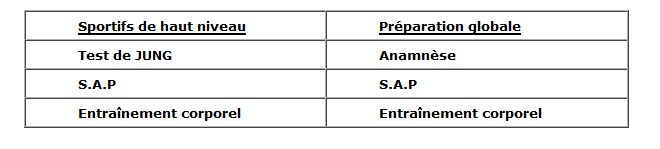 Sportifs de haut niveau Préparation globale
Test de JUNG Anamnèse
S.A.P S.A.P
Entraînement corporel Entraînement corporel